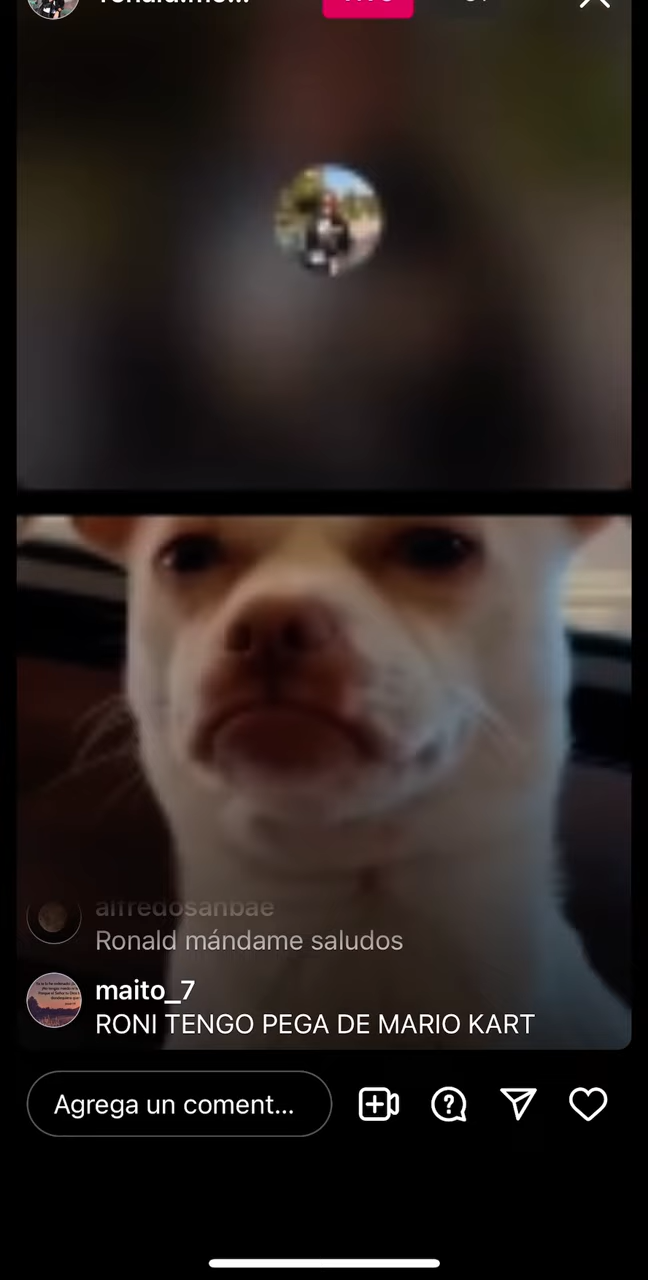 alfredosanbae
Ronald mándame saludos
maito_7
RONI TENGO PEGA DE MARIO KART
Agrega un coment...